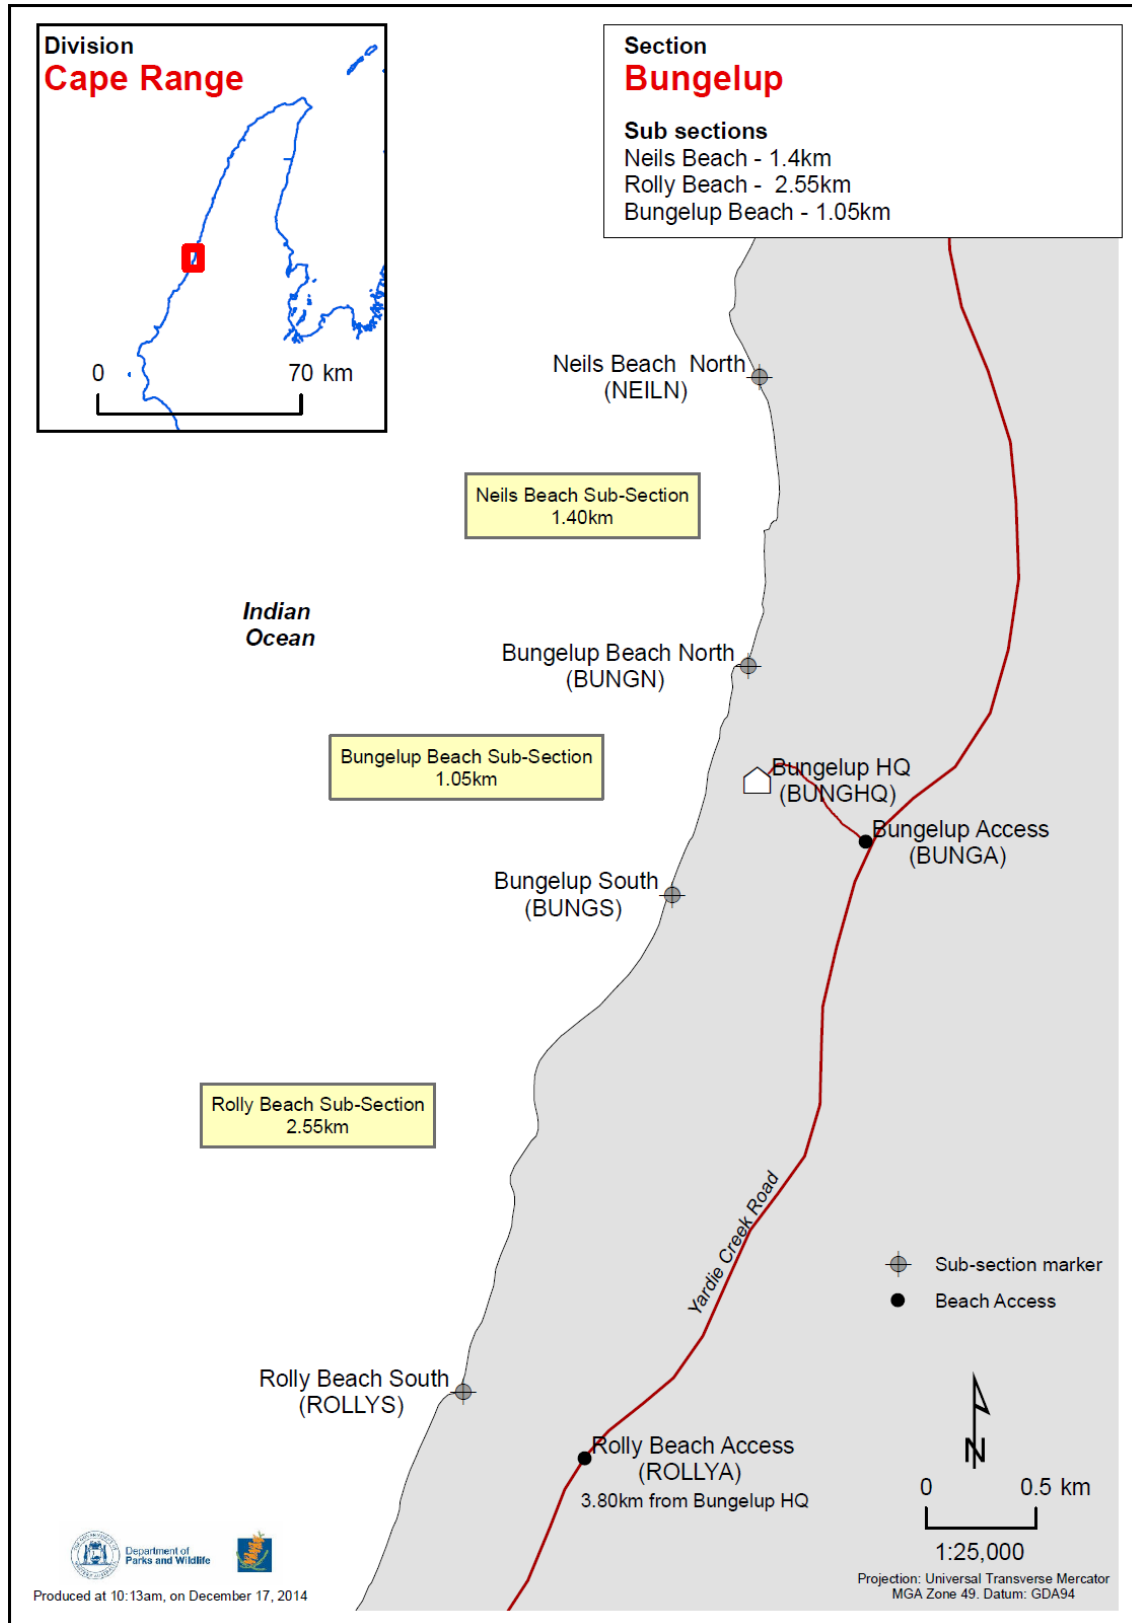 Division
Cape Range
0 70 km
Section
Bungelup
Sub sections
Neils Beach - 1.4km
Rolly Beach - 2.55km
Bungelup Beach - 1.05km
Neils Beach North
(NEILN)
Neils Beach Sub-Section
1.40km
Indian
Ocean
Bungelup Beach North
(BUNGN)
Bungelup Beach Sub-Section
1.05km
Bungelup HQ
(BUNGHQ)
Bungelup Access
(BUNGA)
Bungelup South
(BUNGS)
Rolly Beach Sub-Section
2.55km
Yardie Creek Road
Sub-section marker
Beach Access
Rolly Beach South
(ROLLYS)
Rolly Beach Access
(ROLLYA)
3.80km from Bungelup HQ
N
0 0.5 km
1:25,000
Projection: Universal Transverse Mercator
MGA Zone 49. Datum: GDA94
Department of
Parks and Wildlife
Produced at 10:13am, on December 17, 2014